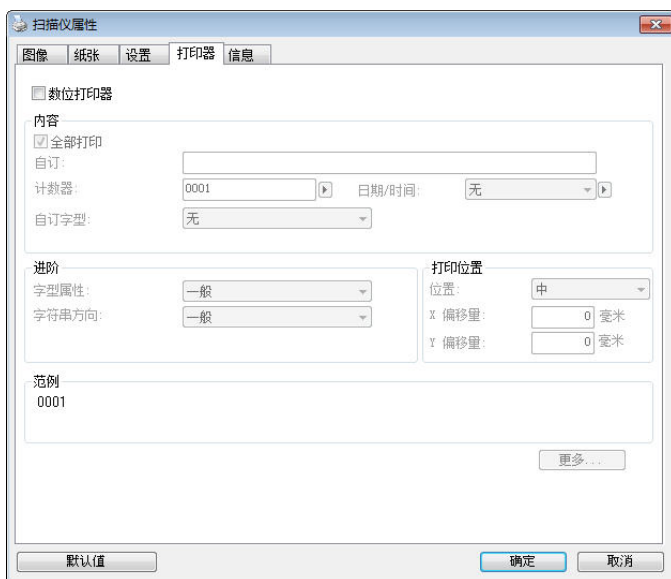 扫描仪属性
图像 纸张 设置 打印器 信息
数位打印器
内容
全部打印
自订:
计数器: 0001 日期/时间: 无
自订字型: 无
进阶
字型属性: 一般
字符串方向: 一般
打印位置
位置: 中
X 偏移量: 0 毫米
Y 偏移量: 0 毫米
范例
0001
更多...
默认值 确定 取消